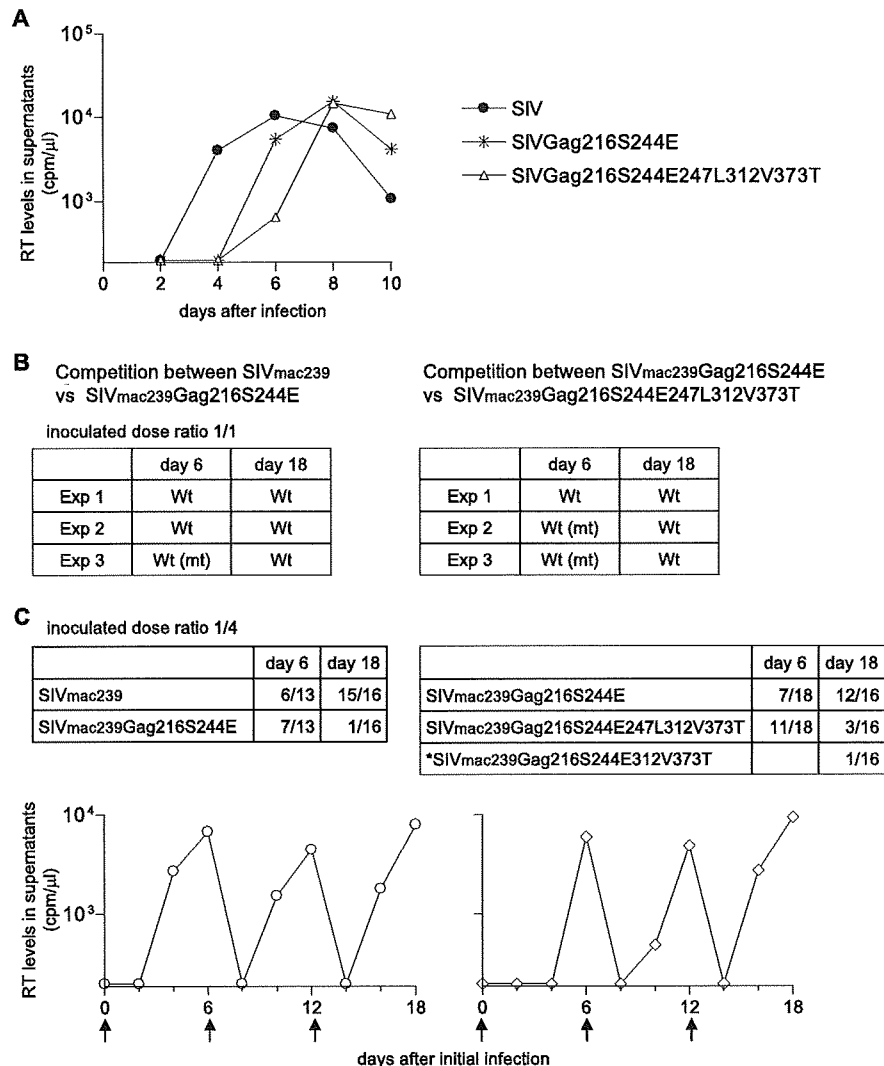 A
RT levels in supernatants
(cpm/µl)
10⁵
10⁴
10³
0 2 4 6 8 10
days after infection
SIV
SIVGag216S244E
SIVGag216S244E247L312V373T
B
Competition between SIVmac239
vs SIVmac239Gag216S244E
Competition between SIVmac239Gag216S244E
vs SIVmac239Gag216S244E247L312V373T
inoculated dose ratio 1/1
day 6 day 18
Exp 1 Wt Wt
Exp 2 Wt Wt
Exp 3 Wt (mt) Wt
day 6 day 18
Exp 1 Wt Wt
Exp 2 Wt (mt) Wt
Exp 3 Wt (mt) Wt
C
inoculated dose ratio 1/4
day 6 day 18
SIVmac239 6/13 15/16
SIVmac239Gag216S244E 7/13 1/16
day 6 day 18
SIVmac239Gag216S244E 7/18 12/16
SIVmac239Gag216S244E247L312V373T 11/18 3/16
*SIVmac239Gag216S244E312V373T 1/16
RT levels in supernatants
(cpm/µl)
10⁴
10³
0 6 12 18
0 6 12 18
days after initial infection